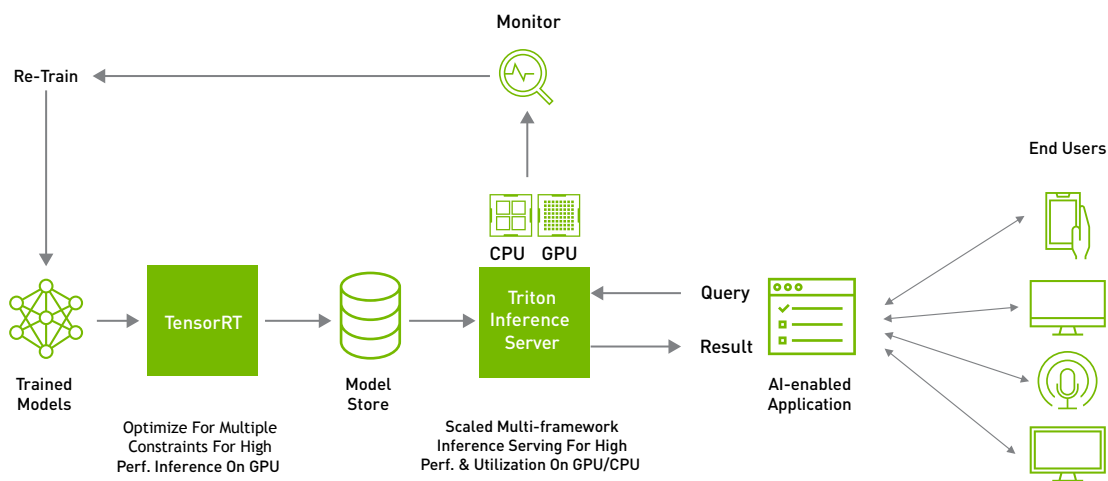 Monitor
Re-Train
End Users
CPU GPU
TensorRT
Triton
Inference
Server
Query
Result
Trained
Models
Model
Store
AI-enabled
Application
Optimize For Multiple
Constraints For High
Perf. Inference On GPU
Scaled Multi-framework
Inference Serving For High
Perf. & Utilization On GPU/CPU